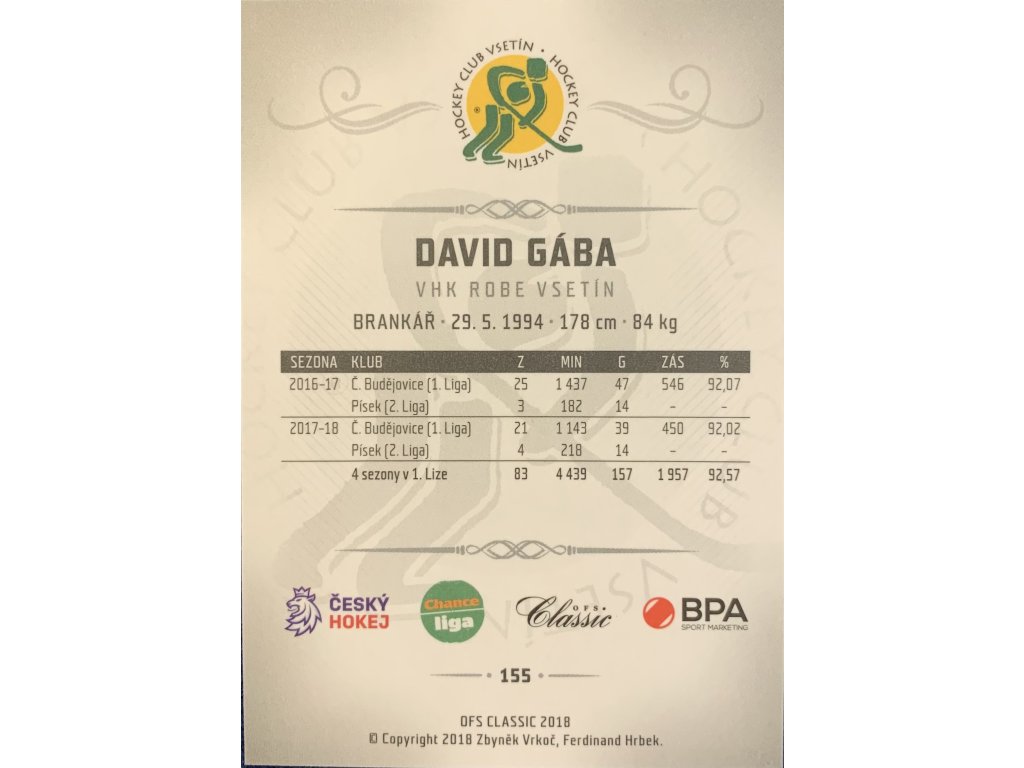 HOCKEY CLUB VSETÍN · HOCKEY CLUB VSETÍN
®
DAVID GÁBA
VHK ROBE VSETÍN
BRANKÁŘ · 29. 5. 1994 · 178 cm · 84 kg
SEZONA KLUB Z MIN G ZÁS %
2016-17 Č. Budějovice (1. Liga) 25 1 437 47 546 92,07
Písek (2. Liga) 3 182 14 - -
2017-18 Č. Budějovice (1. Liga) 21 1 143 39 450 92,02
Písek (2. Liga) 4 218 14 - -
4 sezony v 1. Lize 83 4 439 157 1 957 92,57
ČESKÝ HOKEJ
Chance liga
OFS Classic
BPA SPORT MARKETING
· 155 ·
OFS CLASSIC 2018
© Copyright 2018 Zbyněk Vrkoč, Ferdinand Hrbek.